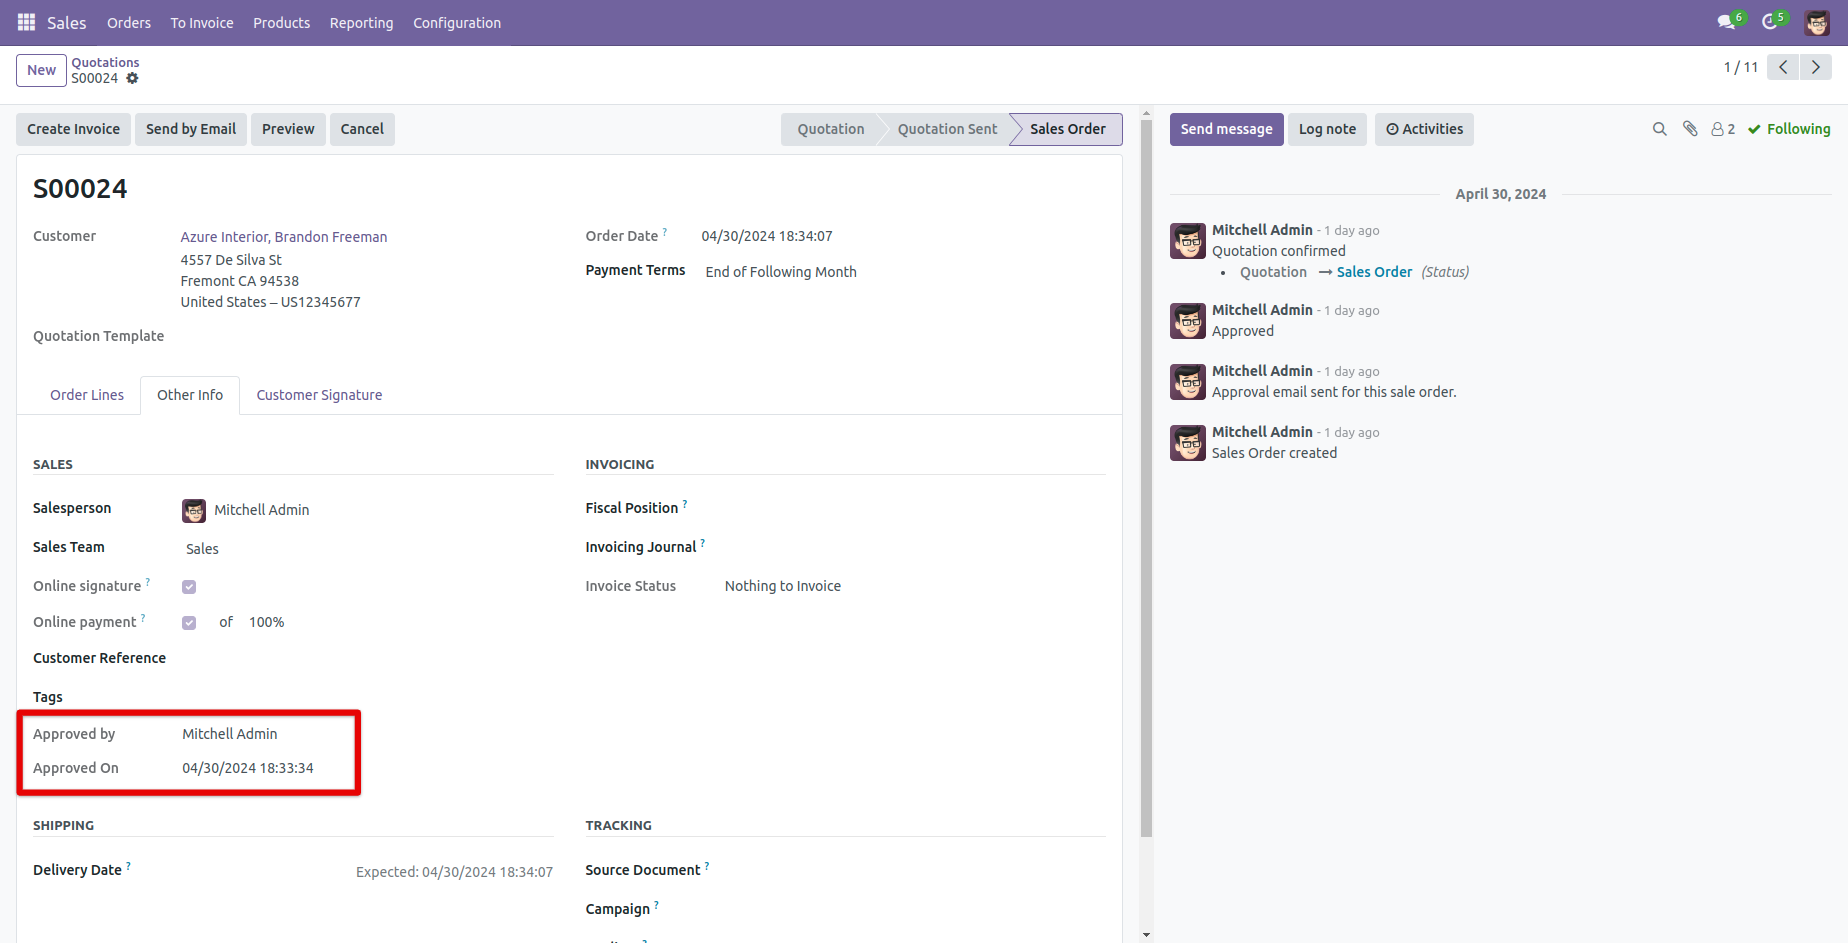 Sales Orders To Invoice Products Reporting Configuration 6 5
New Quotations
S00024
1 / 11
Create Invoice Send by Email Preview Cancel Quotation Quotation Sent Sales Order
S00024
Customer Azure Interior, Brandon Freeman
4557 De Silva St
Fremont CA 94538
United States – US12345677
Order Date ? 04/30/2024 18:34:07
Payment Terms End of Following Month
Quotation Template
Order Lines Other Info Customer Signature
SALES
Salesperson Mitchell Admin
Sales Team Sales
Online signature ?
Online payment ? of 100%
Customer Reference
Tags
Approved by Mitchell Admin
Approved On 04/30/2024 18:33:34
INVOICING
Fiscal Position ?
Invoicing Journal ?
Invoice Status Nothing to Invoice
SHIPPING
Delivery Date ? Expected: 04/30/2024 18:34:07
TRACKING
Source Document ?
Campaign ?
Send message Log note Activities 2 Following
April 30, 2024
Mitchell Admin - 1 day ago
Quotation confirmed
• Quotation → Sales Order (Status)
Mitchell Admin - 1 day ago
Approved
Mitchell Admin - 1 day ago
Approval email sent for this sale order.
Mitchell Admin - 1 day ago
Sales Order created